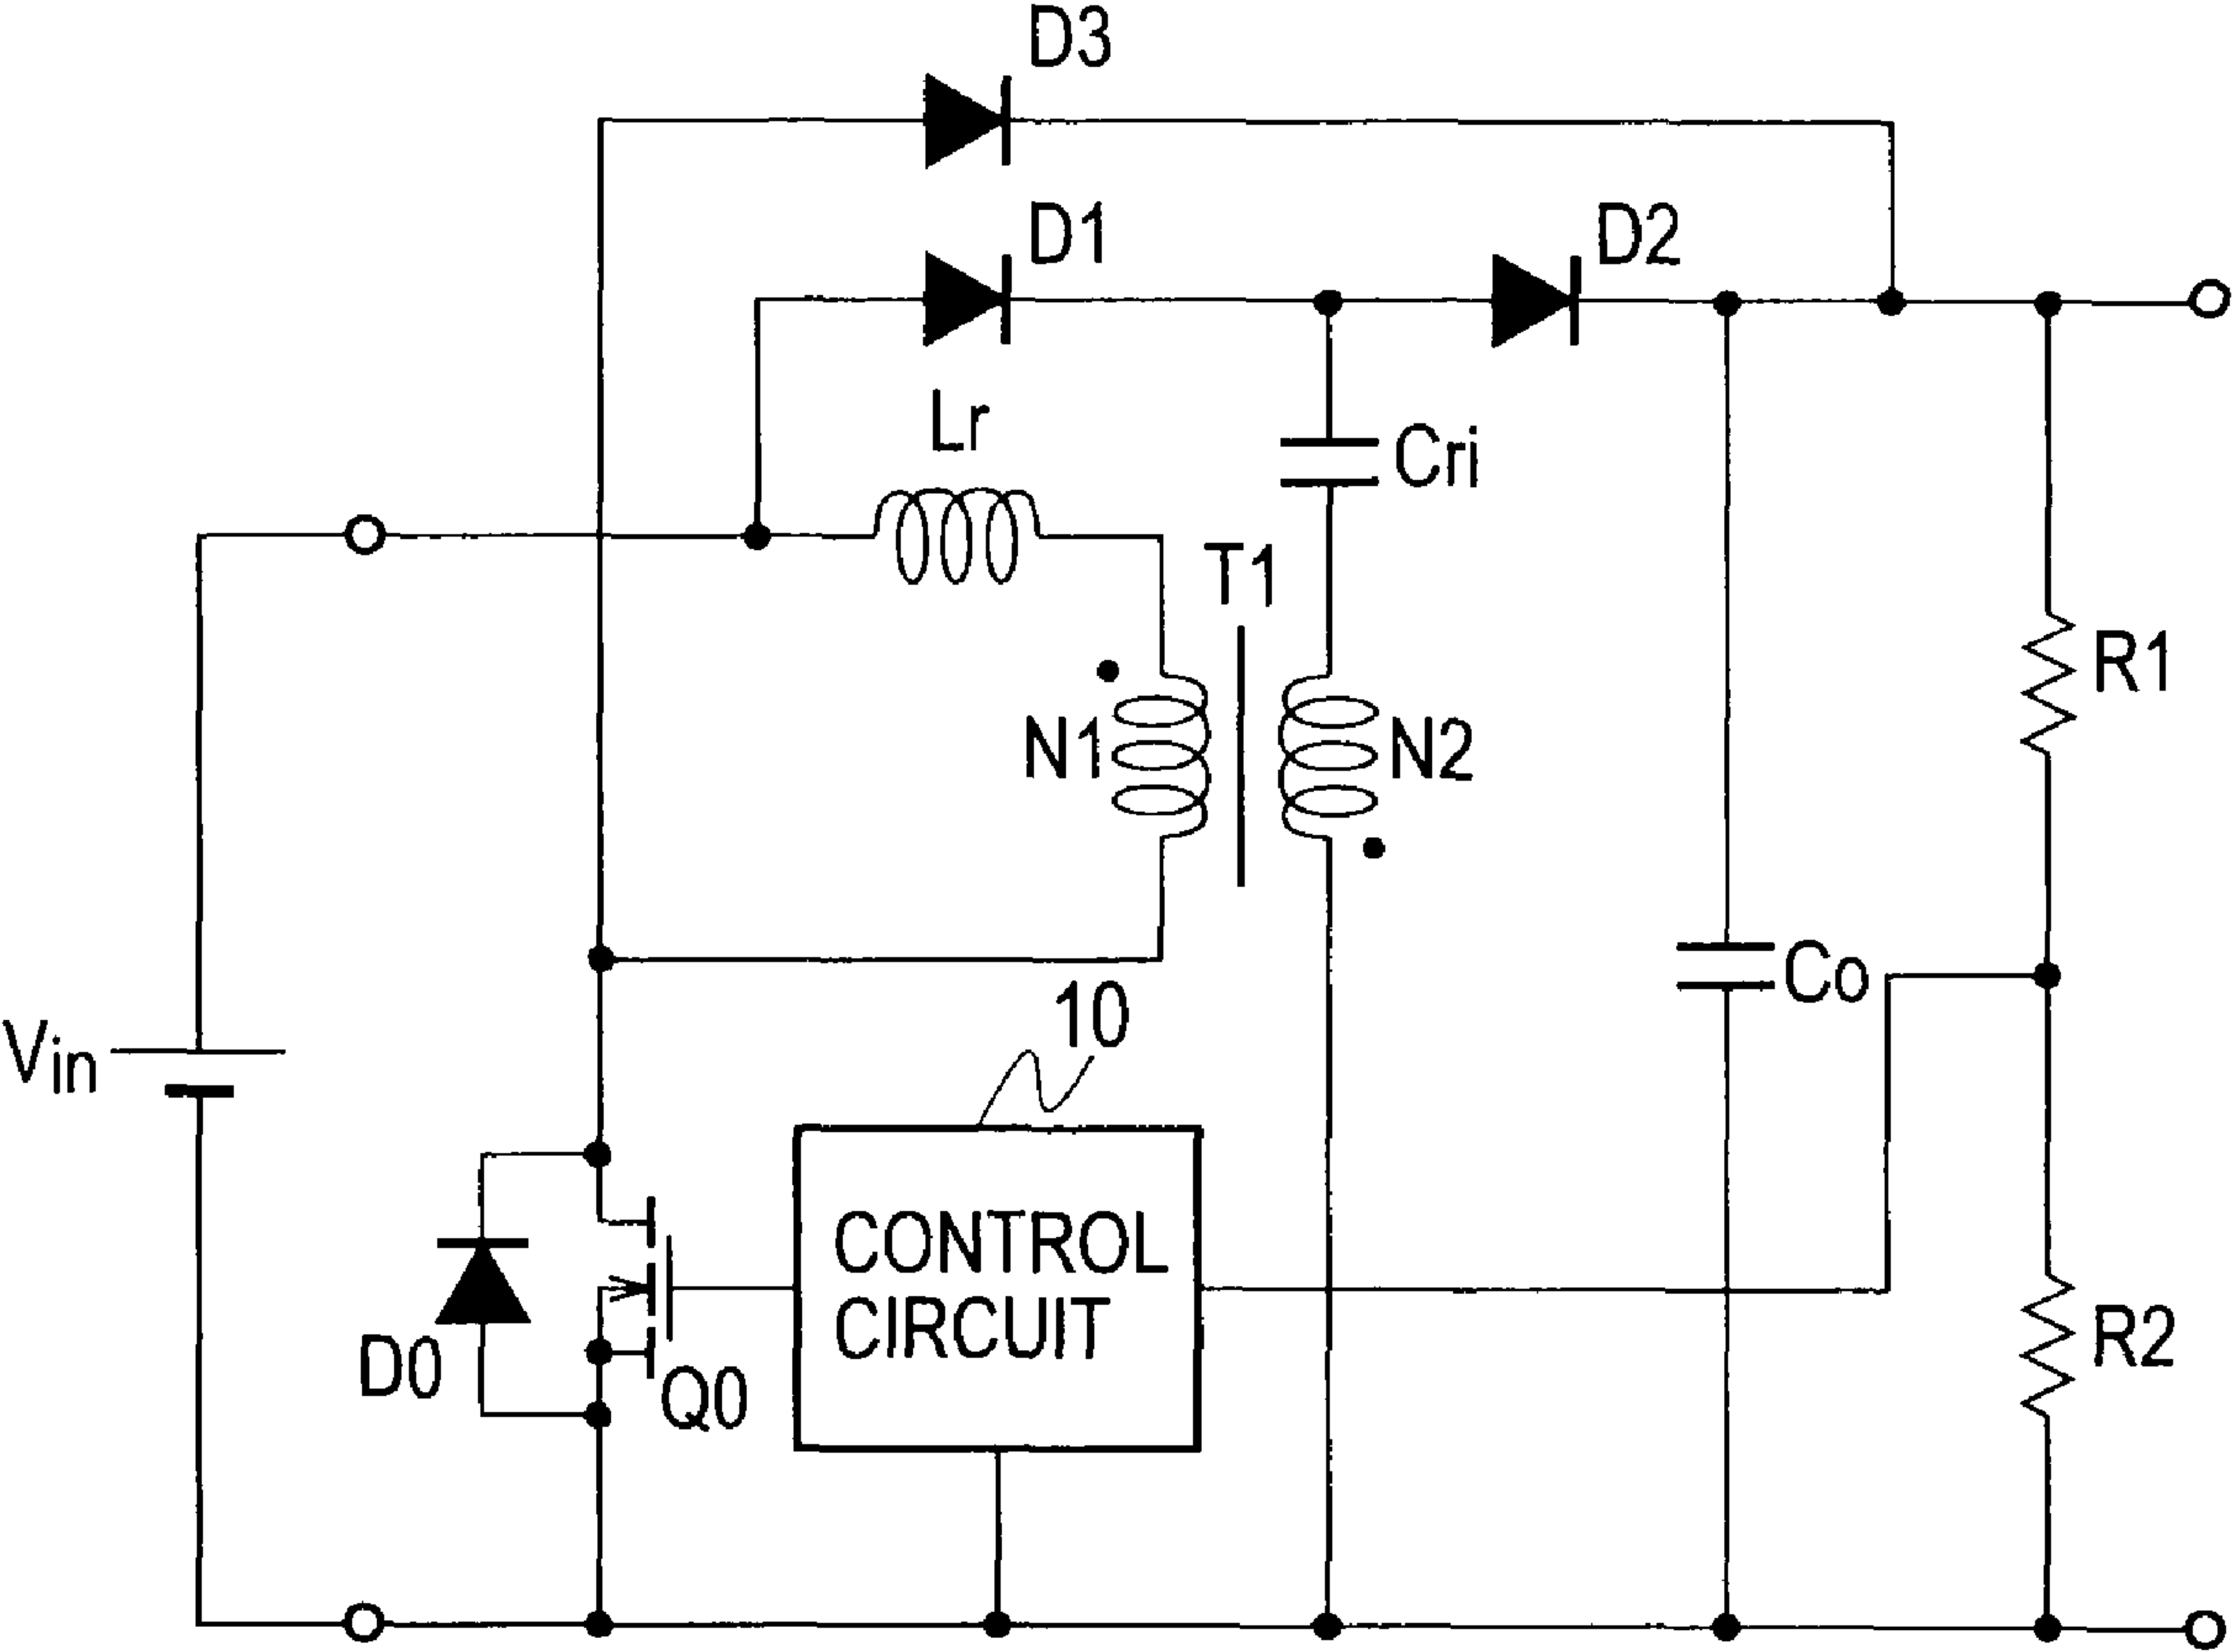 D3
D1
D2
Lr
Cri
T1
R1
N1
N2
Co
10
Vin
CONTROL
CIRCUIT
R2
D0
Q0